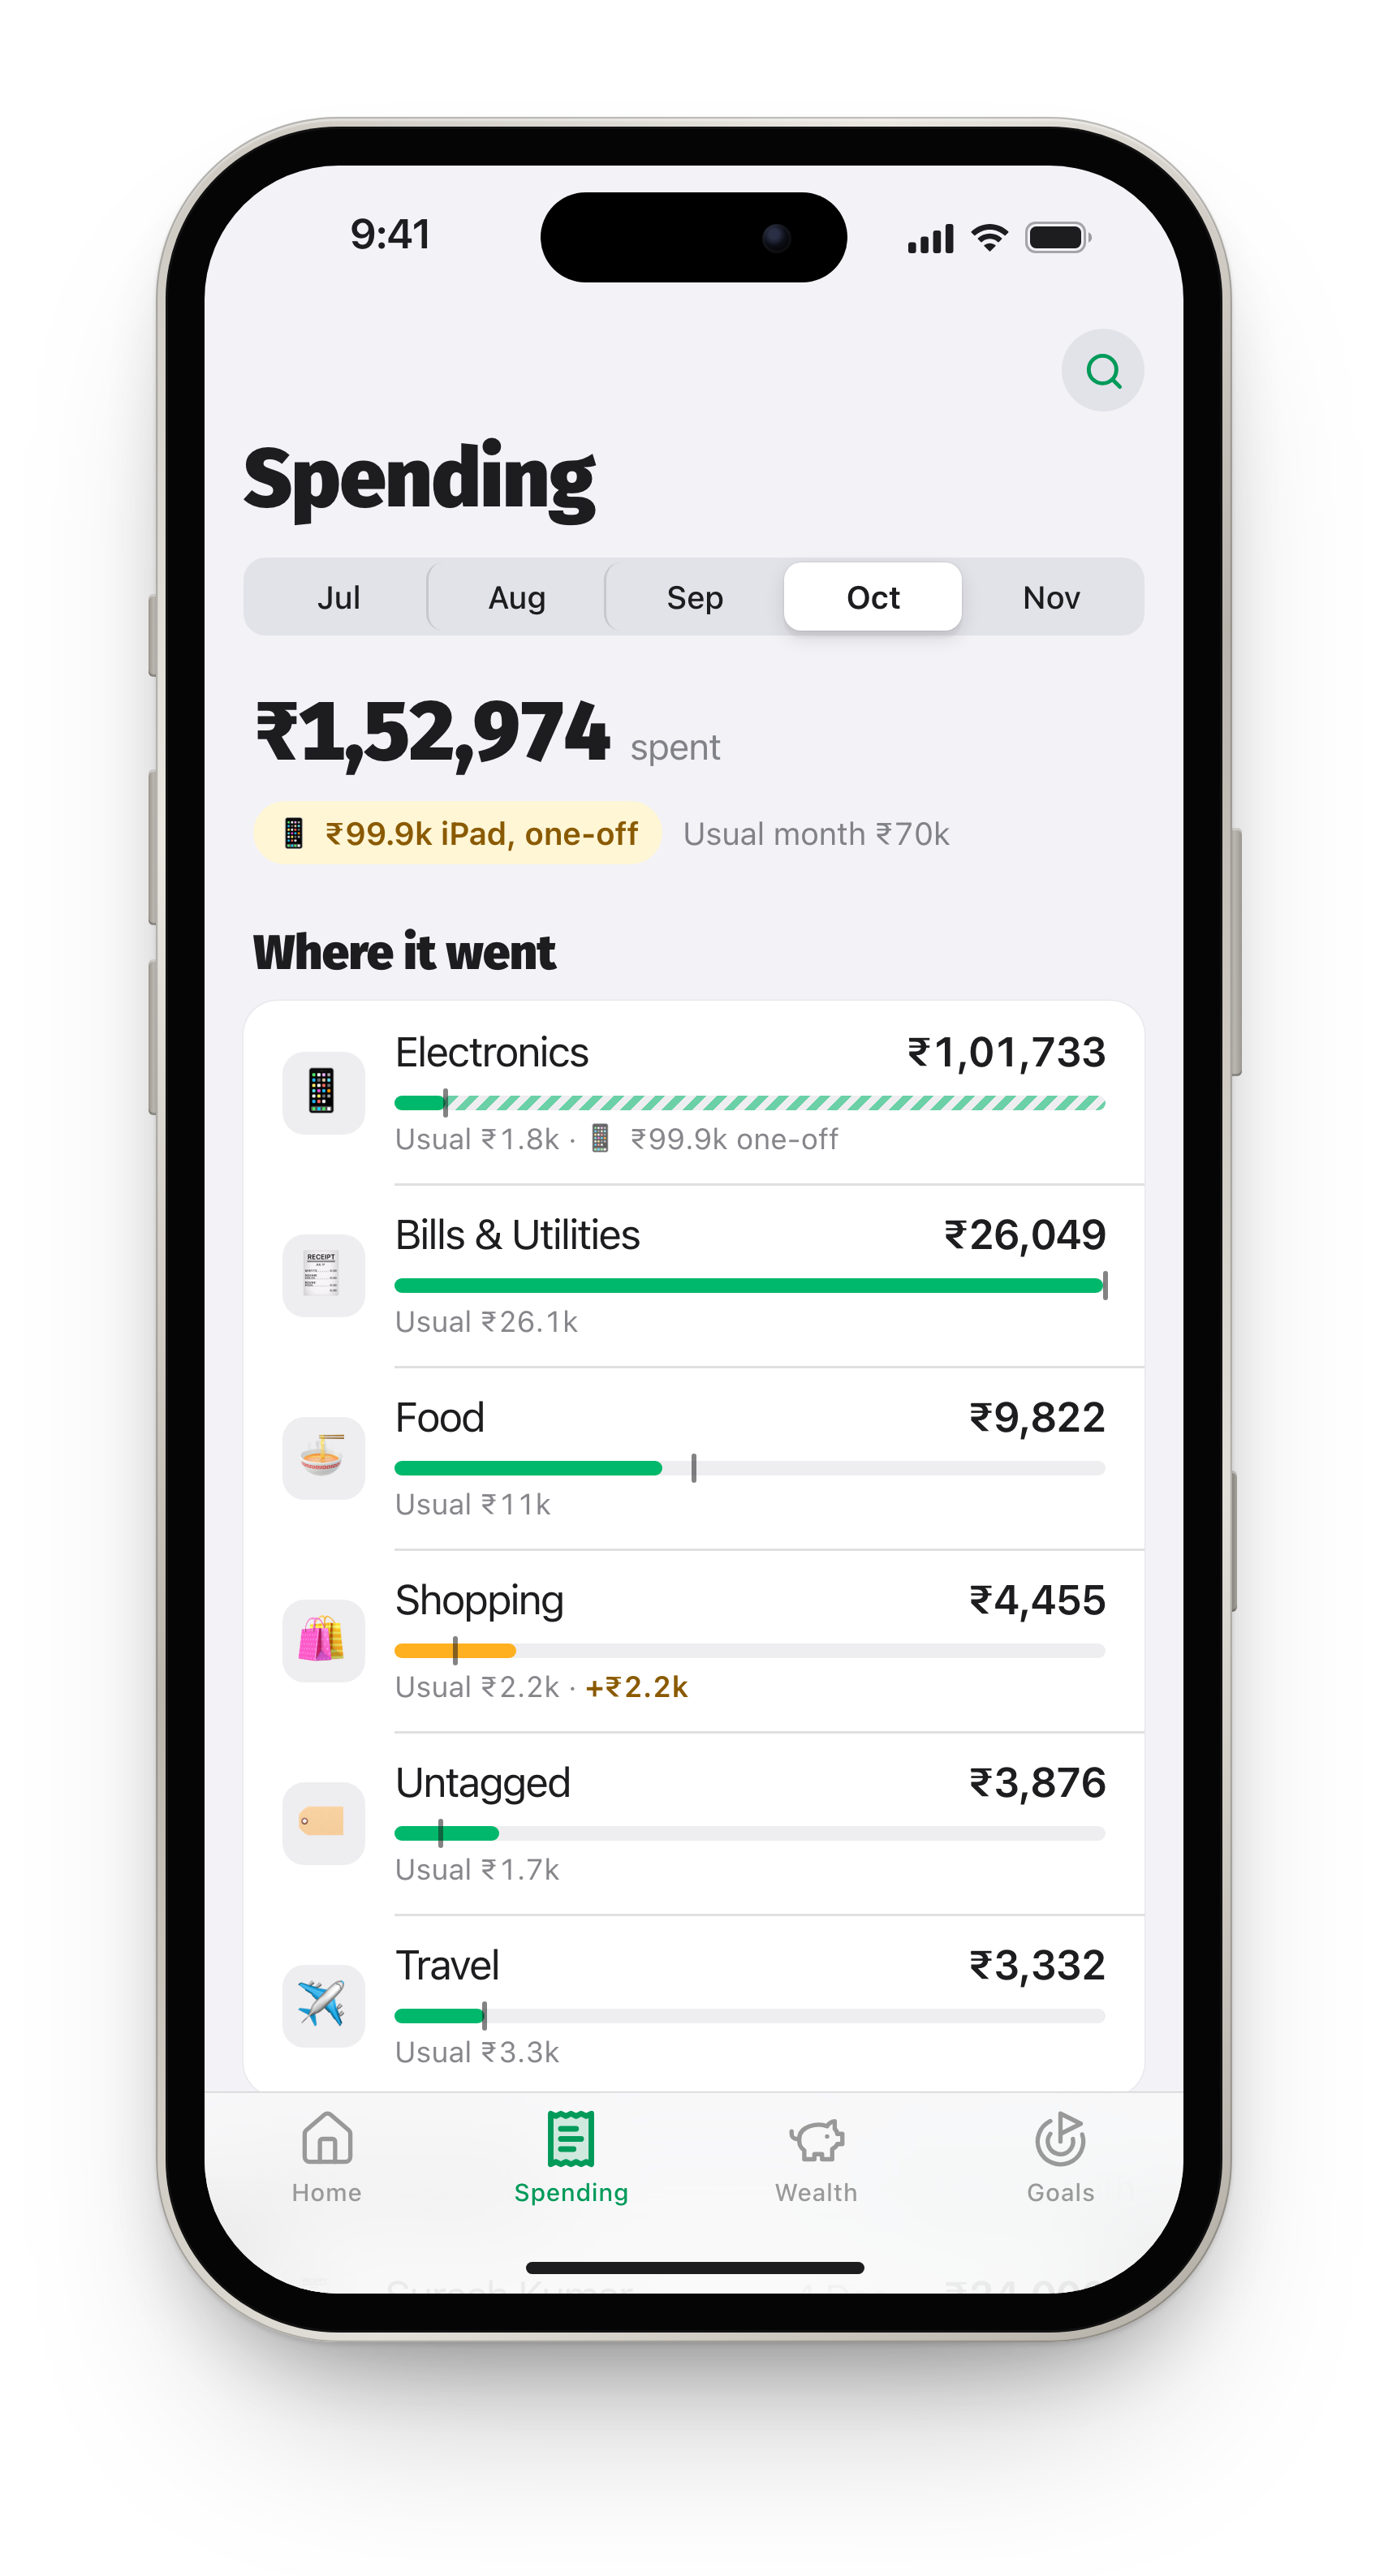 9:41
Spending
Jul Aug Sep Oct Nov
₹1,52,974 spent
₹99.9k iPad, one-off Usual month ₹70k
Where it went
Electronics ₹1,01,733
Usual ₹1.8k · ₹99.9k one-off
Bills & Utilities ₹26,049
RECEIPT
Usual ₹26.1k
Food ₹9,822
Usual ₹11k
Shopping ₹4,455
Usual ₹2.2k · +₹2.2k
Untagged ₹3,876
Usual ₹1.7k
Travel ₹3,332
Usual ₹3.3k
Home Spending Wealth Goals